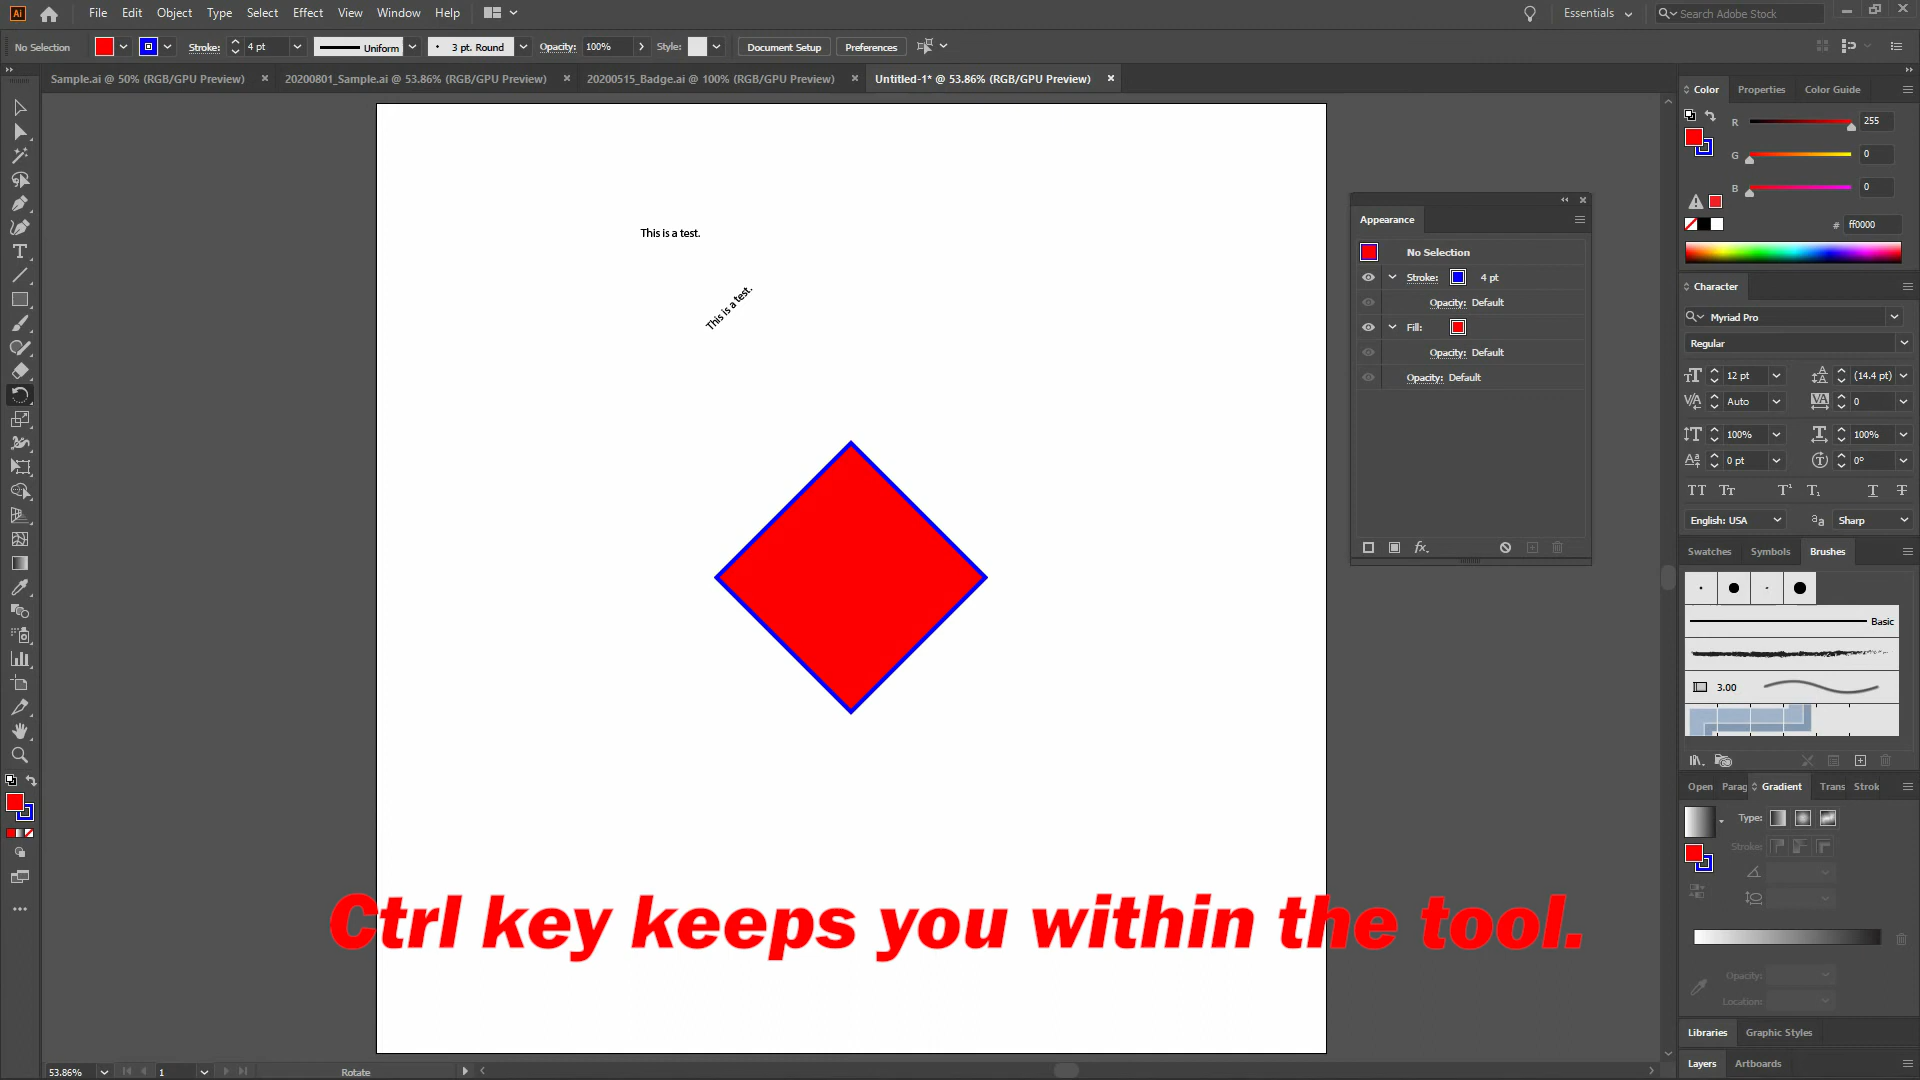 Ai File Edit Object Type Select Effect View Window Help Essentials Search Adobe Stock
No Selection Stroke: 4 pt Uniform 3 pt. Round Opacity: 100% Style: Document Setup Preferences
Sample.ai @ 50% (RGB/GPU Preview) × 20200801_Sample.ai @ 53.86% (RGB/GPU Preview) × 20200515_Badge.ai @ 100% (RGB/GPU Preview) × Untitled-1* @ 53.86% (RGB/GPU Preview) ×
This is a test.
This is a test.
Ctrl key keeps you within the tool.
Appearance
No Selection
Stroke: 4 pt
Opacity: Default
Fill:
Opacity: Default
Opacity: Default
fx.
Color Properties Color Guide
R 255
G 0
B 0
# ff0000
Character
Myriad Pro
Regular
12 pt (14.4 pt)
Auto 0
100% 100%
0 pt 0°
English: USA Sharp
Swatches Symbols Brushes
Basic
3.00
Open Parag Gradient Trans Strok
Type:
Stroke:
Opacity:
Location:
Libraries Graphic Styles
Layers Artboards
53.86% 1 Rotate